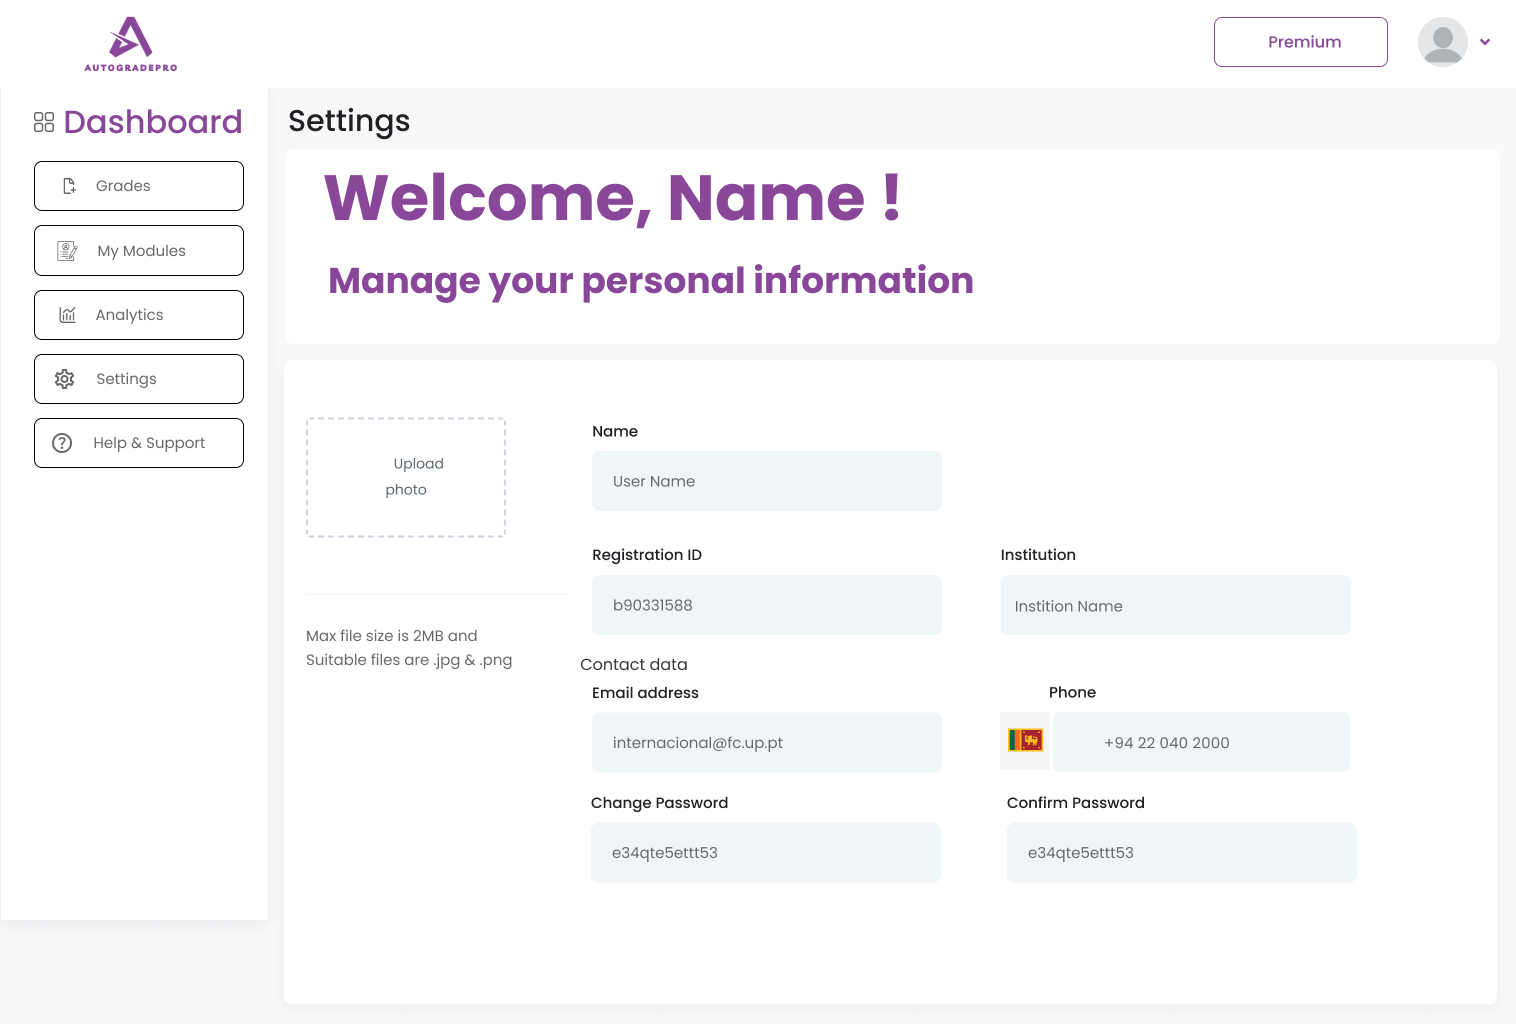 AUTOGRADEPRO
Premium
Dashboard
Grades
My Modules
Analytics
Settings
Help & Support
Settings
Welcome, Name !
Manage your personal information
Upload
photo
Max file size is 2MB and
Suitable files are .jpg & .png
Name
User Name
Registration ID
b90331588
Institution
Instition Name
Contact data
Email address
internacional@fc.up.pt
Phone
+94 22 040 2000
Change Password
e34qte5ettt53
Confirm Password
e34qte5ettt53